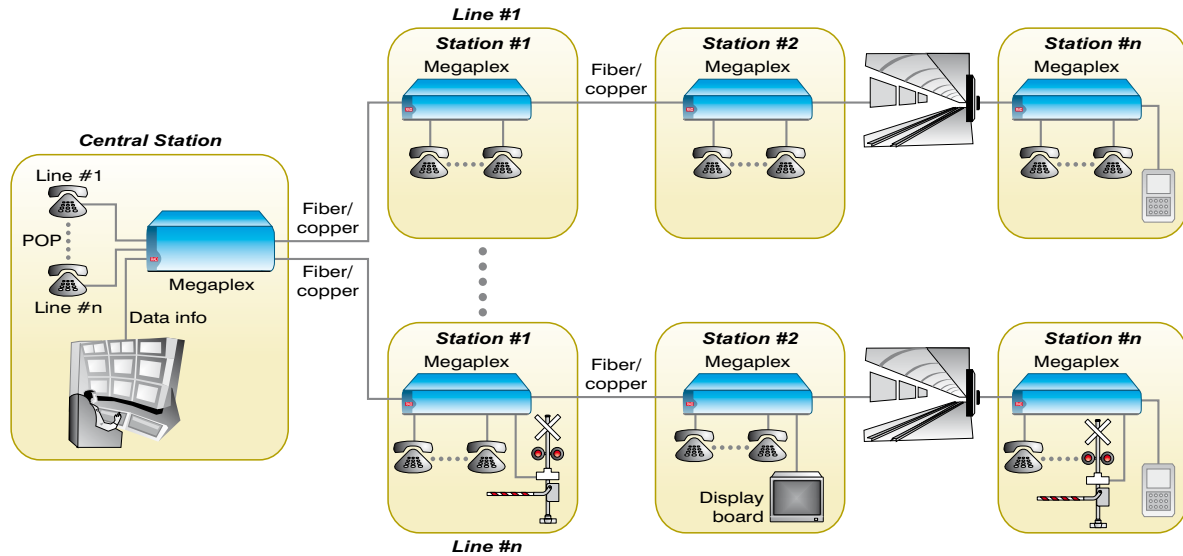 Line #1
Station #1
Megaplex
Fiber/
copper
Station #2
Megaplex
Station #n
Megaplex
Central Station
Line #1
POP
Line #n
Megaplex
Data info
Fiber/
copper
Fiber/
copper
Station #1
Megaplex
Fiber/
copper
Station #2
Megaplex
Display
board
Station #n
Megaplex
Line #n